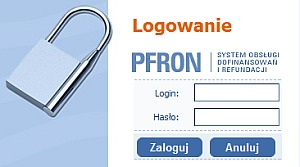 Logowanie
PFRON
SYSTEM OBSŁUGI
DOFINANSOWAŃ
I REFUNDACJI
Login:
Hasło:
Zaloguj Anuluj